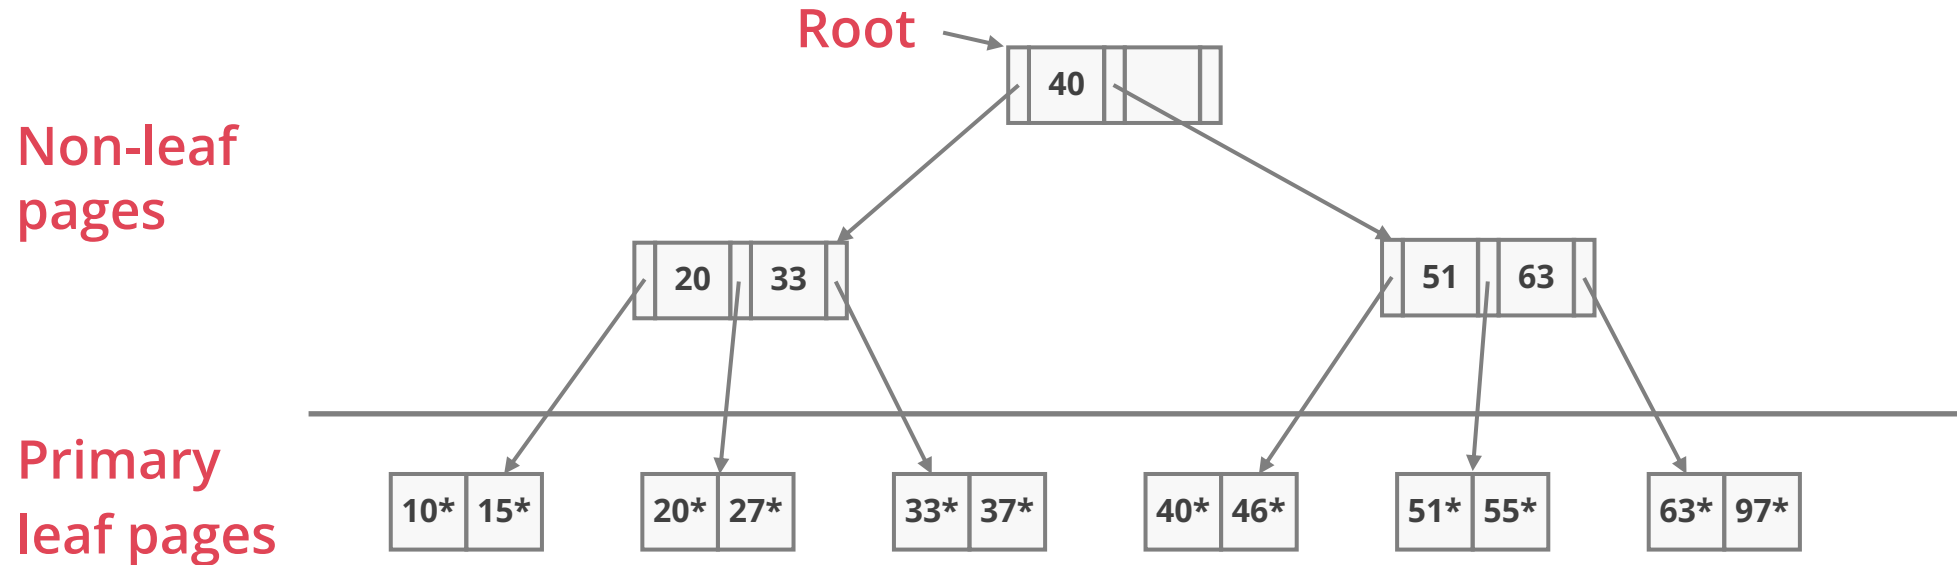 Root
40
Non-leaf
pages
20 33
51 63
Primary
leaf pages
10* 15*
20* 27*
33* 37*
40* 46*
51* 55*
63* 97*